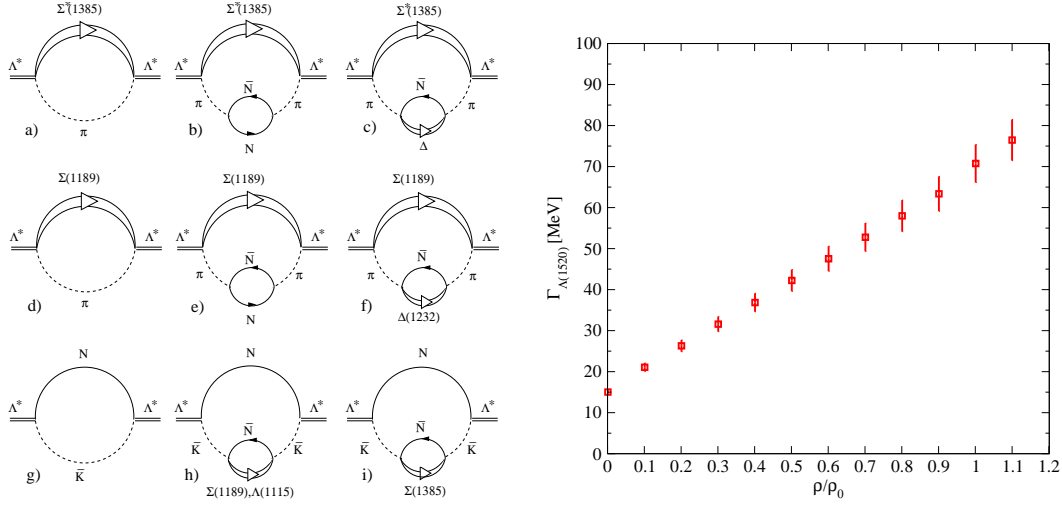 Σ*(1385) Σ*(1385) Σ*(1385)
Λ* Λ* Λ* Λ* Λ* Λ*
N̄ N̄
π π π π
a) π b) N c) Δ
Σ(1189) Σ(1189) Σ(1189)
Λ* Λ* Λ* Λ* Λ* Λ*
N̄ N̄
π π π π
d) π e) N f) Δ(1232)
N N N
Λ* Λ* Λ* Λ* Λ* Λ*
N̄ N̄
K̄ K̄ K̄ K̄
g) K̄ h) Σ(1189),Λ(1115) i) Σ(1385)
Γ_Λ(1520) [MeV]
100
90
80
70
60
50
40
30
20
10
0
0 0.1 0.2 0.3 0.4 0.5 0.6 0.7 0.8 0.9 1 1.1 1.2
ρ/ρ₀